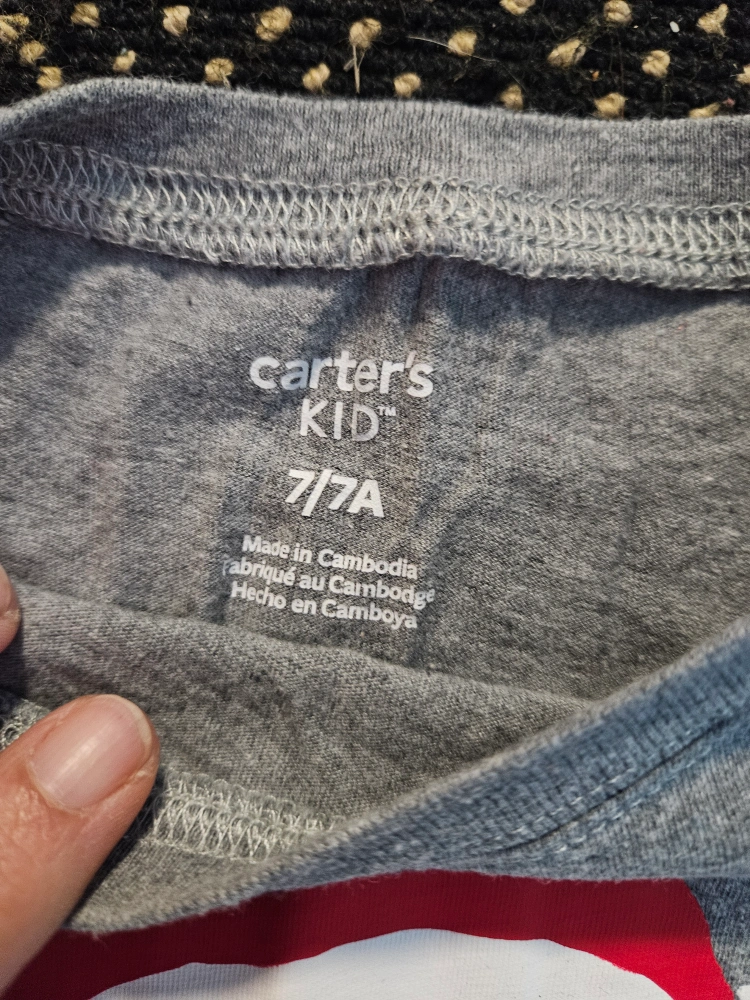 carter's
KID™
7/7A
Made in Cambodia
Fabriqué au Cambodge
Hecho en Camboya